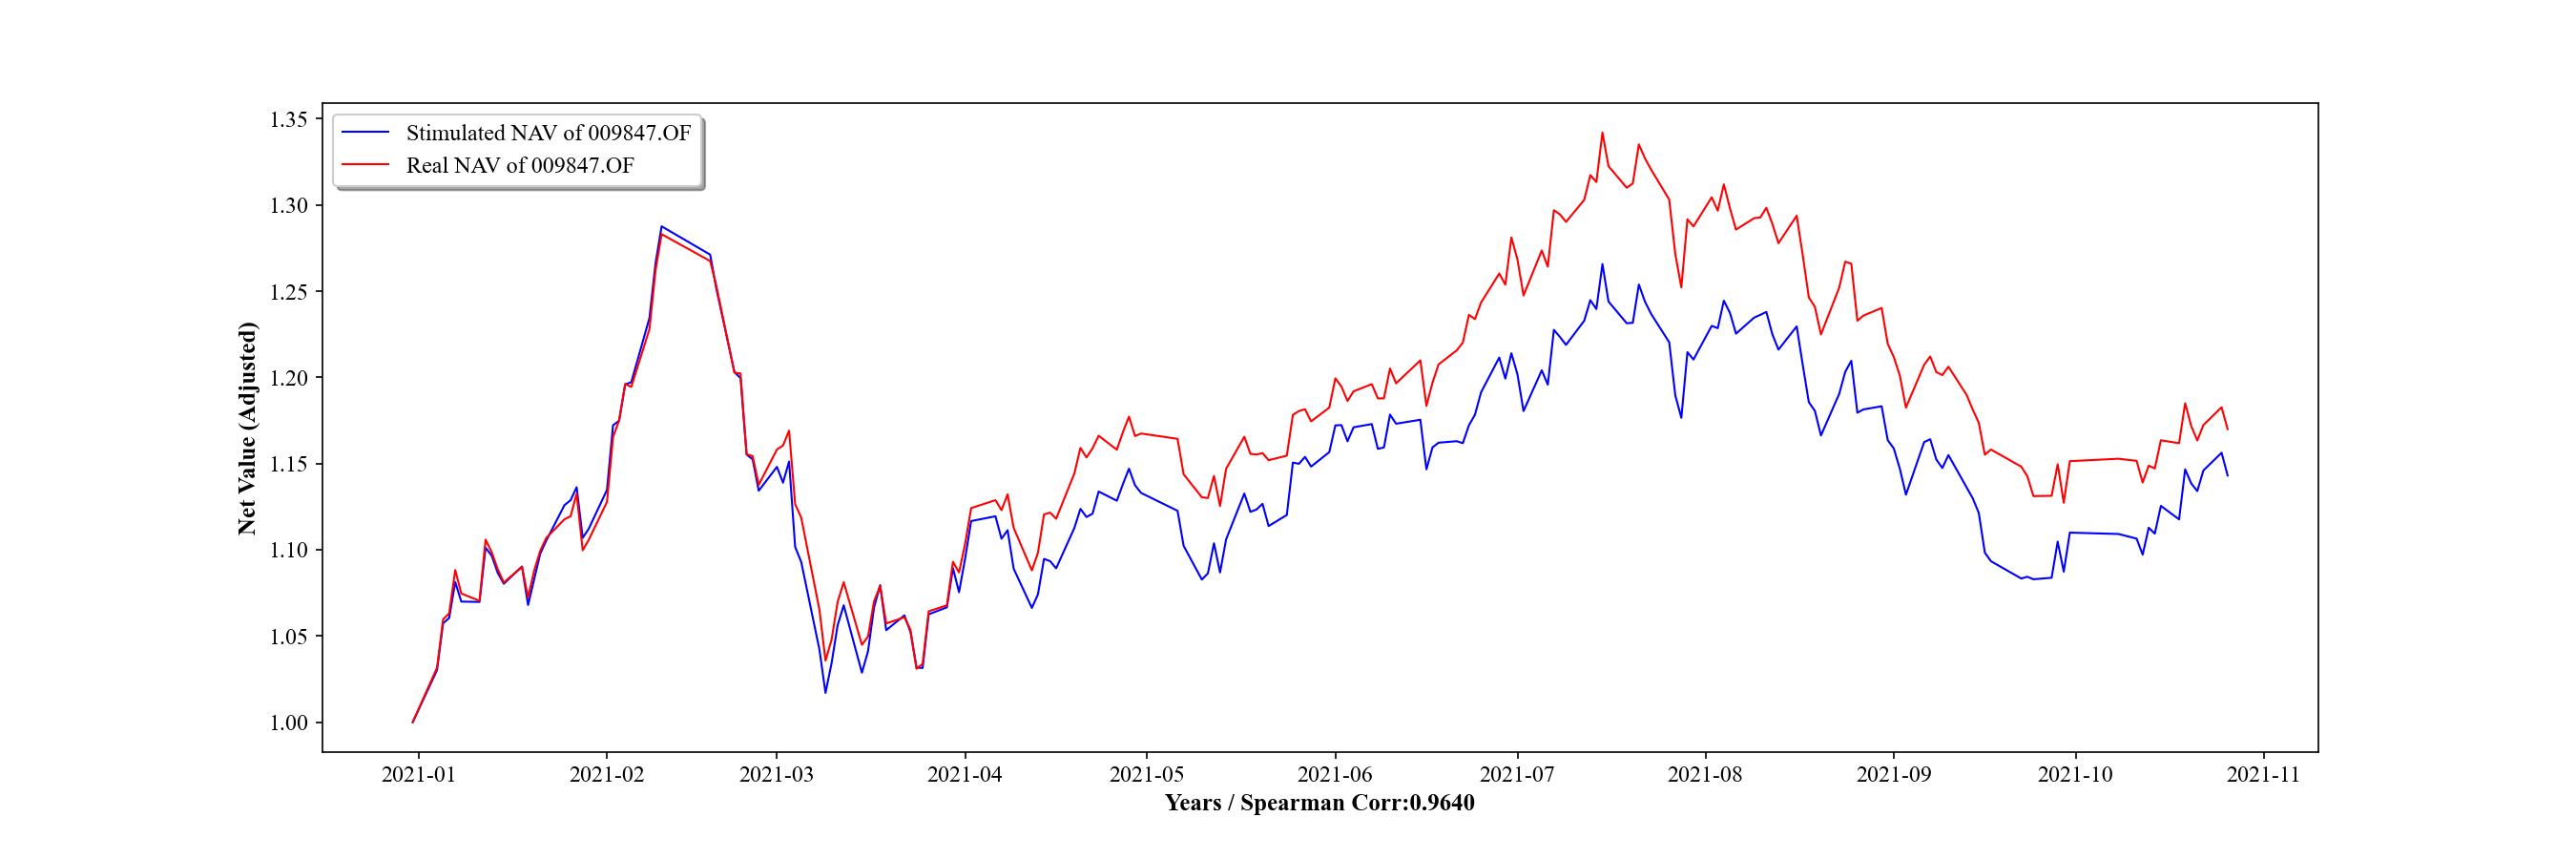 Stimulated NAV of 009847.OF
Real NAV of 009847.OF
Net Value (Adjusted)
1.35
1.30
1.25
1.20
1.15
1.10
1.05
1.00
2021-01 2021-02 2021-03 2021-04 2021-05 2021-06 2021-07 2021-08 2021-09 2021-10 2021-11
Years / Spearman Corr:0.9640